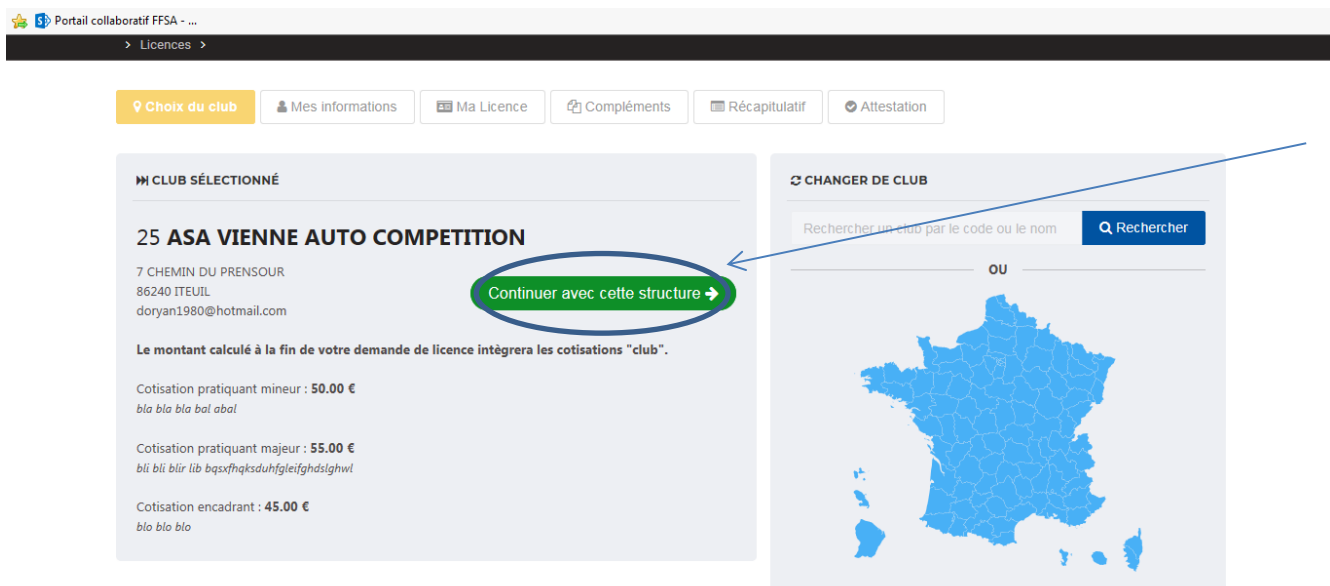 Portail collaboratif FFSA - ...
> Licences >
Choix du club
Mes informations
Ma Licence
Compléments
Récapitulatif
Attestation
CLUB SÉLECTIONNÉ
25 ASA VIENNE AUTO COMPETITION
7 CHEMIN DU PRENSOUR
86240 ITEUIL
doryan1980@hotmail.com
Continuer avec cette structure
Le montant calculé à la fin de votre demande de licence intègrera les cotisations "club".
Cotisation pratiquant mineur : 50.00 €
bla bla bla bal abal
Cotisation pratiquant majeur : 55.00 €
bli bli blir lib bqsxfhqksduhfgleifghdslghwl
Cotisation encadrant : 45.00 €
blo blo blo
CHANGER DE CLUB
Rechercher un club par le code ou le nom
Rechercher
OU